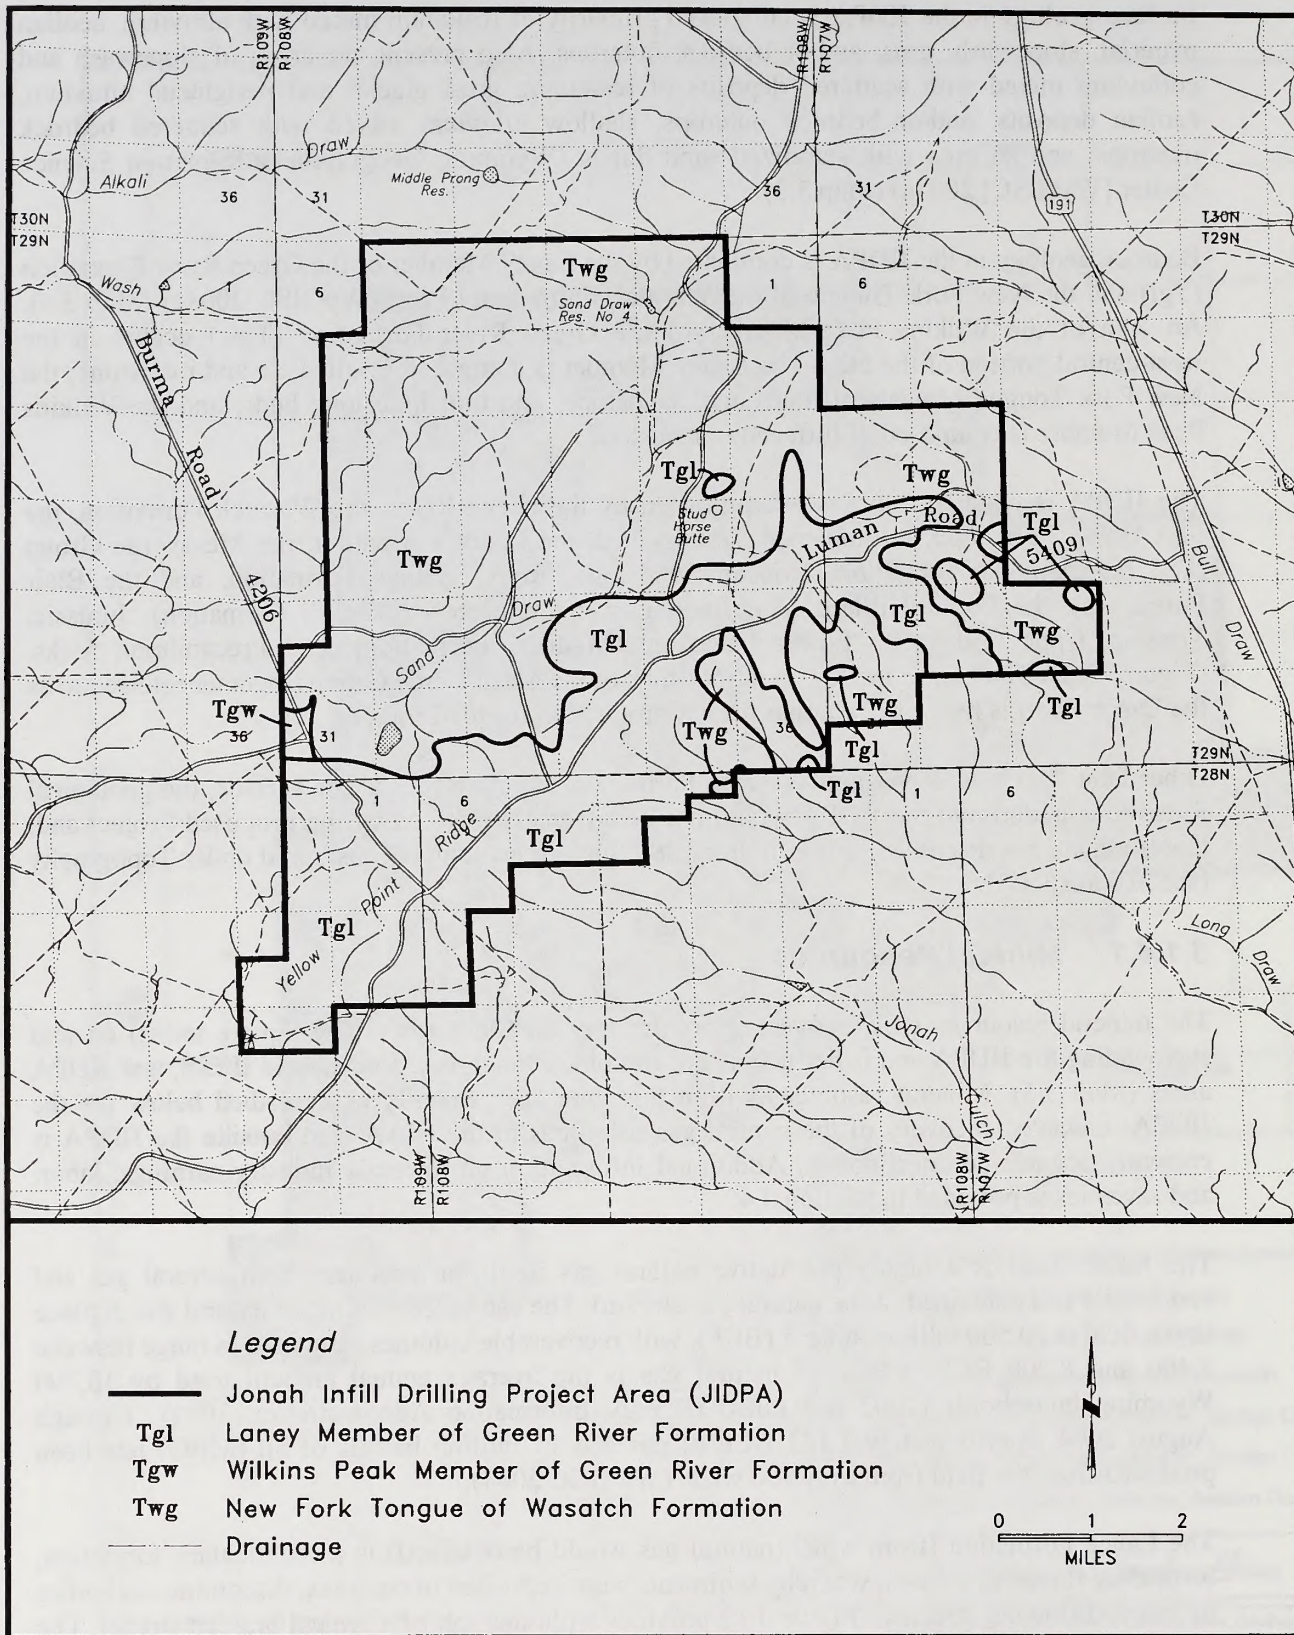 R109W
R108W
R108W
R107W
Draw
Alkali
Middle Prong
Res.
36
31
36
31
191
T30N
T29N
T30N
T29N
Wash
1
6
Twg
Sand Draw
Res. No 4
1
6
Burma
Road
4206
Tgl
Stud
Horse
Butte
Twg
Luman
Road
Tgl
5409
Twg
Bull
Draw
Sand
Draw
Tgl
Tgl
Twg
Tgw
36
31
Twg
36
Twg
31
Tgl
Tgl
Tgl
T29N
T28N
1
6
Ridge
Tgl
1
6
Point
Tgl
Yellow
Long
Draw
Jonah
Gulch
R109W
R108W
R108W
R107W
Legend
Jonah Infill Drilling Project Area (JIDPA)
Tgl Laney Member of Green River Formation
Tgw Wilkins Peak Member of Green River Formation
Twg New Fork Tongue of Wasatch Formation
Drainage
0 1 2
MILES